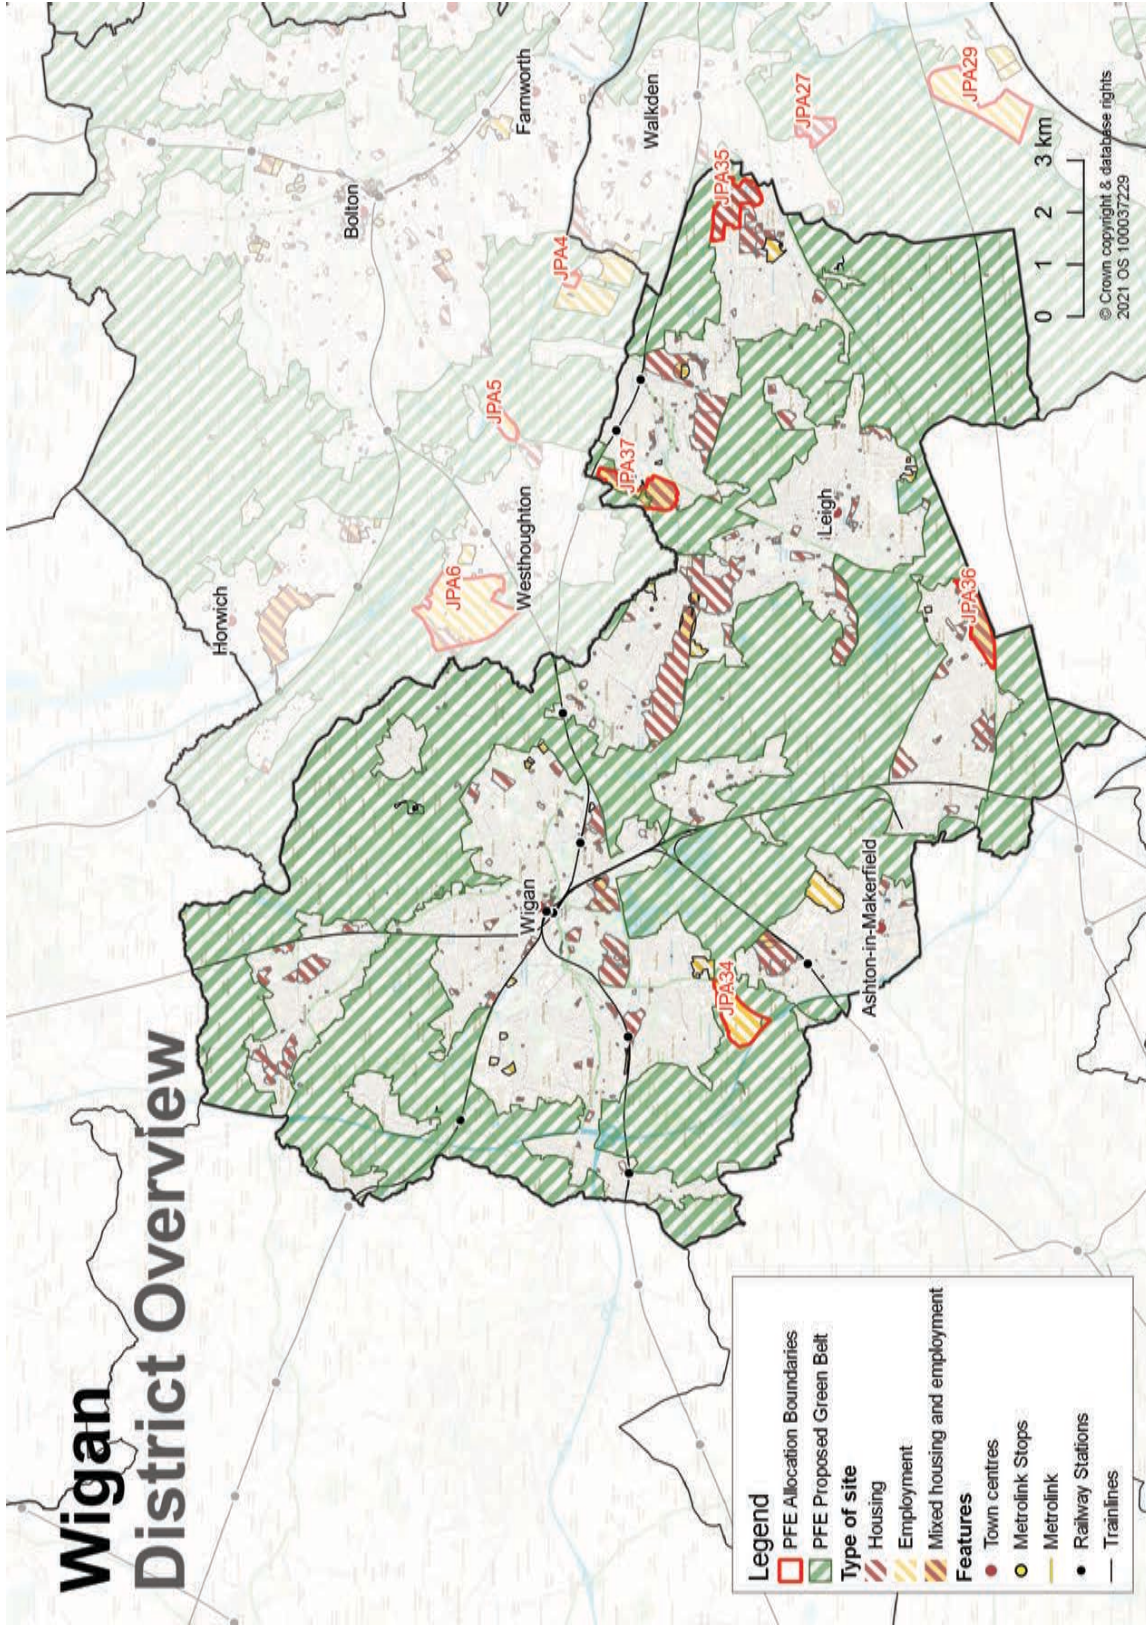 Wigan
District Overview
Horwich
Bolton
Farnworth
Walkden
JPA6
JPA5
JPA4
Westhoughton
JPA37
JPA35
JPA27
JPA29
Wigan
Leigh
JPA34
JPA36
Ashton-in-Makerfield
Legend
PFE Allocation Boundaries
PFE Proposed Green Belt
Type of site
Housing
Employment
Mixed housing and employment
Features
Town centres
Metrolink Stops
Metrolink
Railway Stations
Trainlines
0 1 2 3 km
© Crown copyright & database rights
2021 OS 100037229